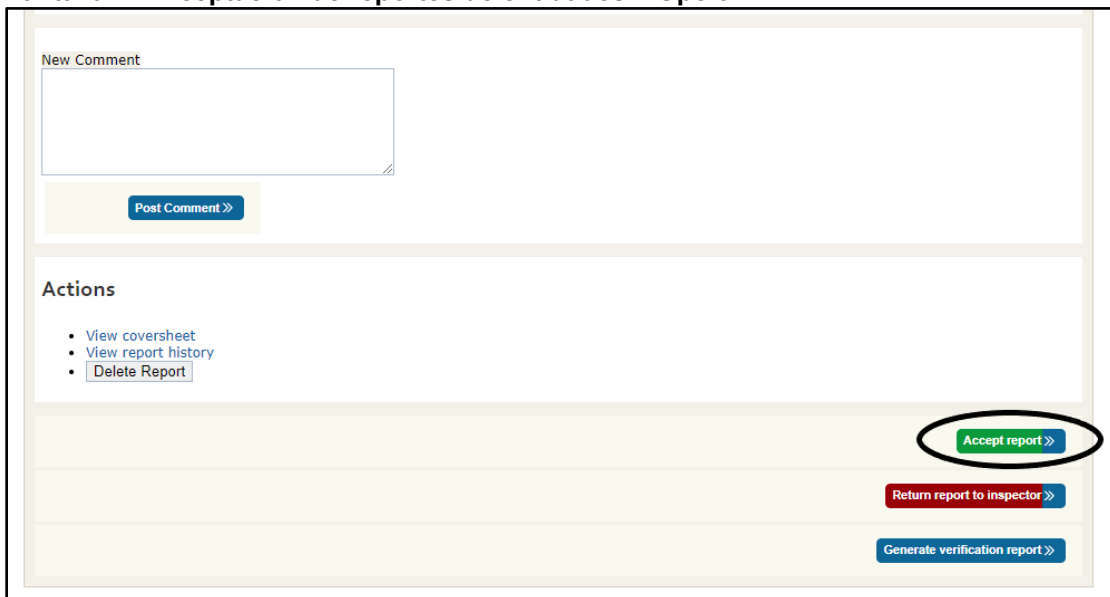 New Comment
Post Comment »
Actions
View coversheet
View report history
Delete Report
Accept report »
Return report to inspector »
Generate verification report »